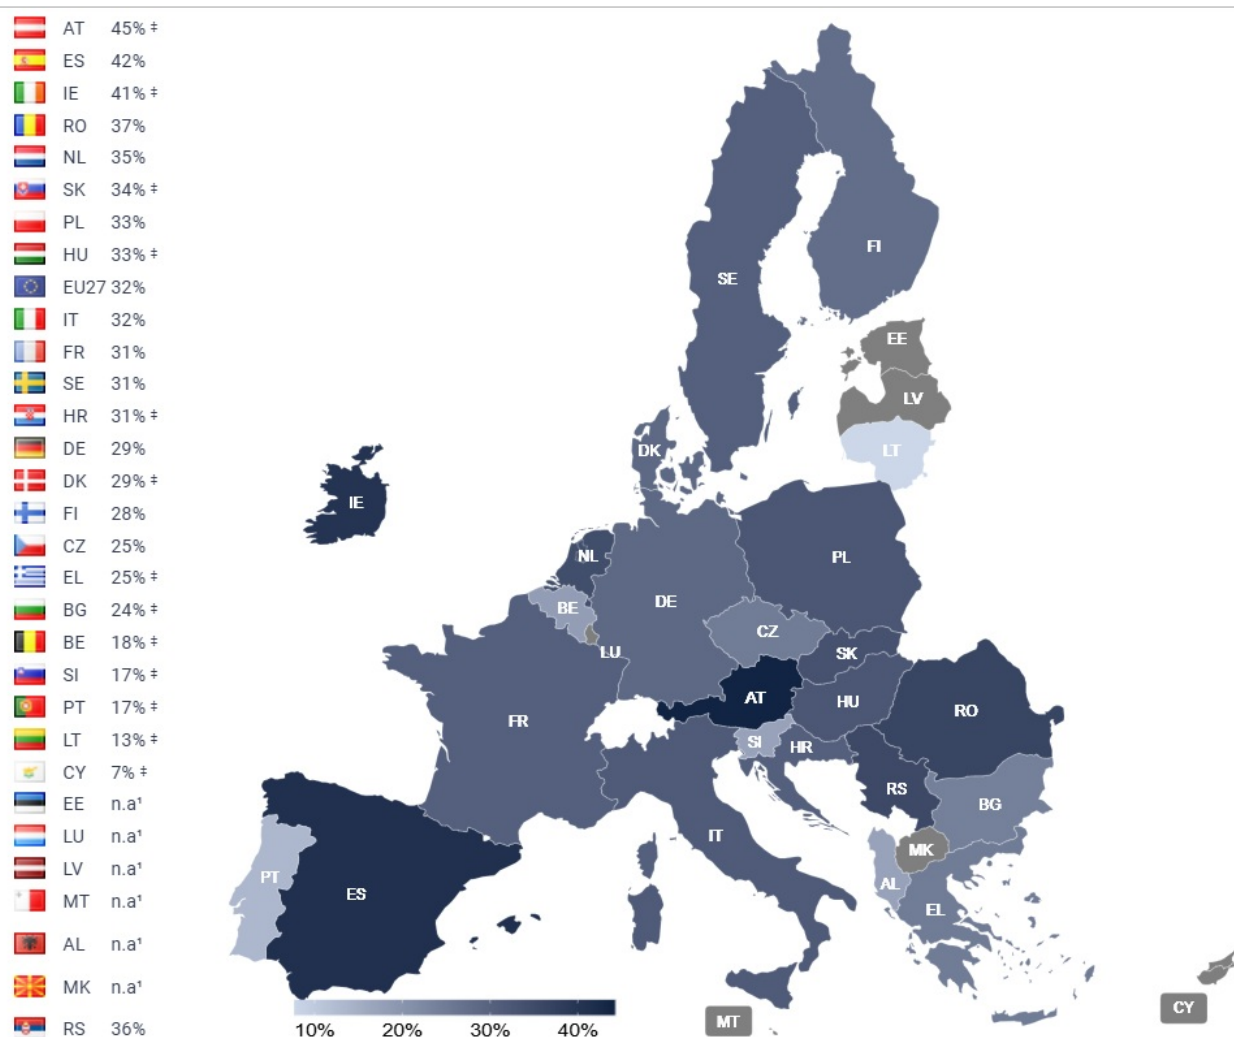 AT 45% ‡
ES 42%
IE 41% ‡
RO 37%
NL 35%
SK 34% ‡
PL 33%
HU 33% ‡
EU27 32%
IT 32%
FR 31%
SE 31%
HR 31% ‡
DE 29%
DK 29% ‡
FI 28%
CZ 25%
EL 25% ‡
BG 24% ‡
BE 18% ‡
SI 17% ‡
PT 17% ‡
LT 13% ‡
CY 7% ‡
EE n.a¹
LU n.a¹
LV n.a¹
MT n.a¹
AL n.a¹
MK n.a¹
RS 36%
FI
SE
EE
LV
LT
DK
IE
NL
PL
DE
BE
CZ
LU
SK
AT
HU
RO
FR
SI
HR
RS
BG
IT
MK
PT
AL
ES
EL
CY
MT
10% 20% 30% 40%